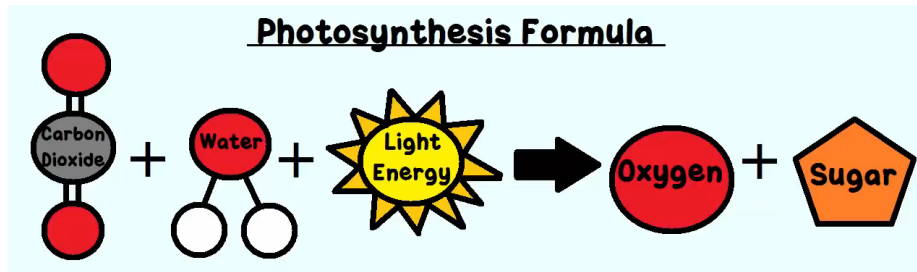 Photosynthesis Formula
Carbon
Dioxide
+
Water
+
Light
Energy
Oxygen
+
Sugar